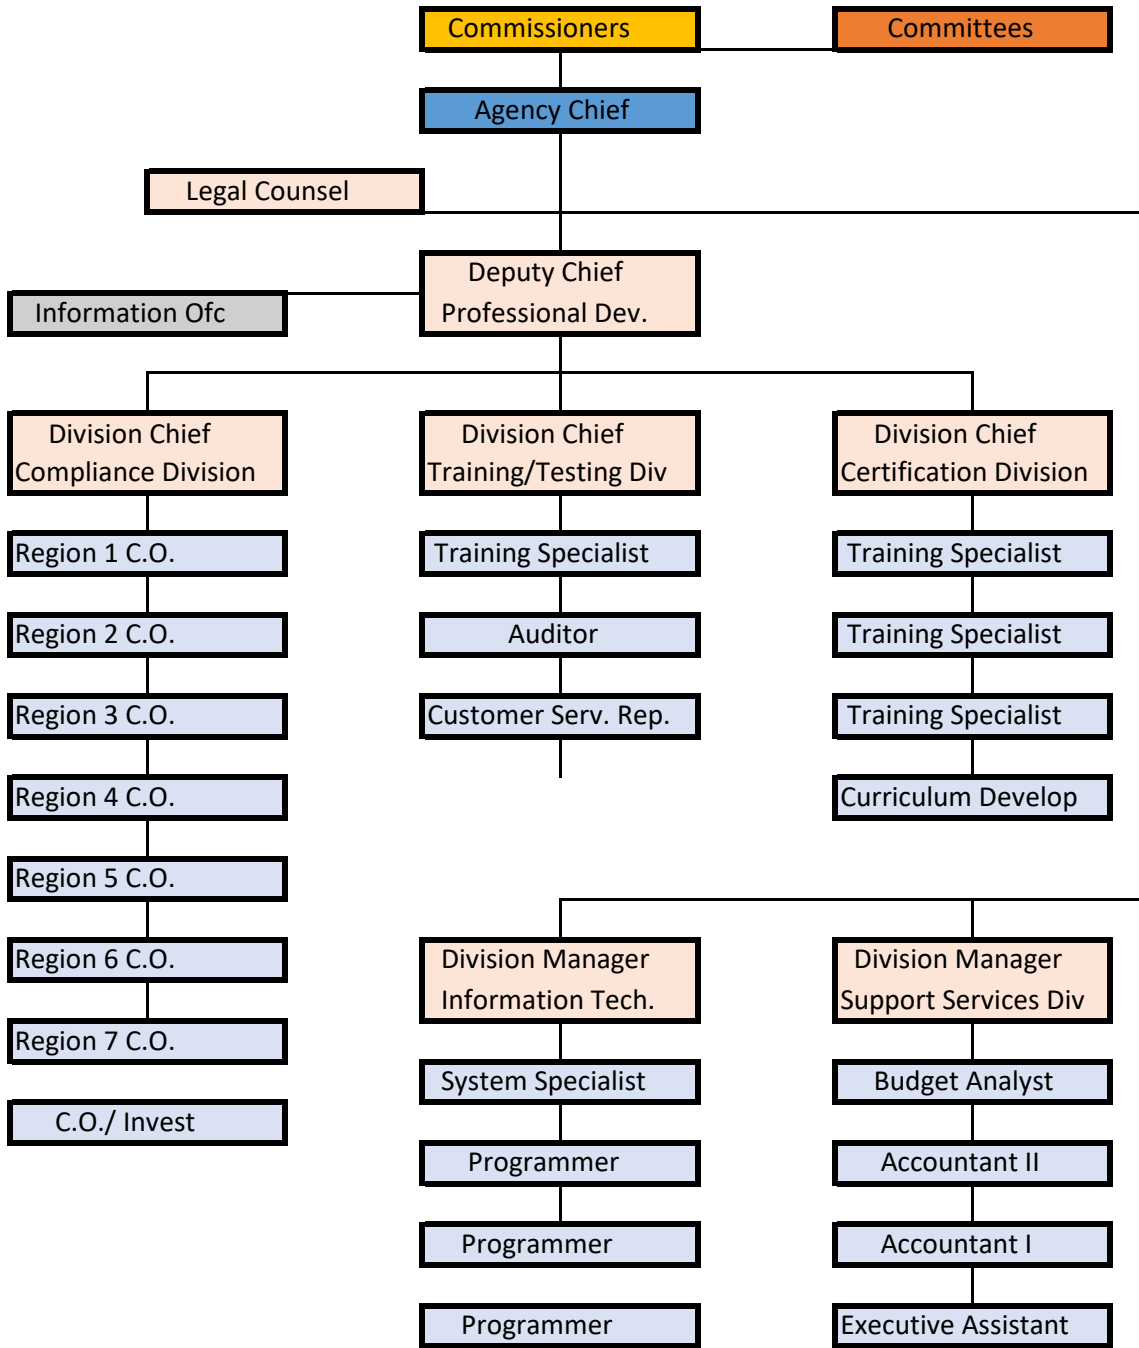 Commissioners
Committees
Agency Chief
Legal Counsel
Deputy Chief
Professional Dev.
Information Ofc
Division Chief
Compliance Division
Division Chief
Training/Testing Div
Division Chief
Certification Division
Region 1 C.O.
Training Specialist
Training Specialist
Region 2 C.O.
Auditor
Training Specialist
Region 3 C.O.
Customer Serv. Rep.
Training Specialist
Region 4 C.O.
Curriculum Develop
Region 5 C.O.
Region 6 C.O.
Division Manager
Information Tech.
Division Manager
Support Services Div
Region 7 C.O.
System Specialist
Budget Analyst
C.O./ Invest
Programmer
Accountant II
Programmer
Accountant I
Programmer
Executive Assistant